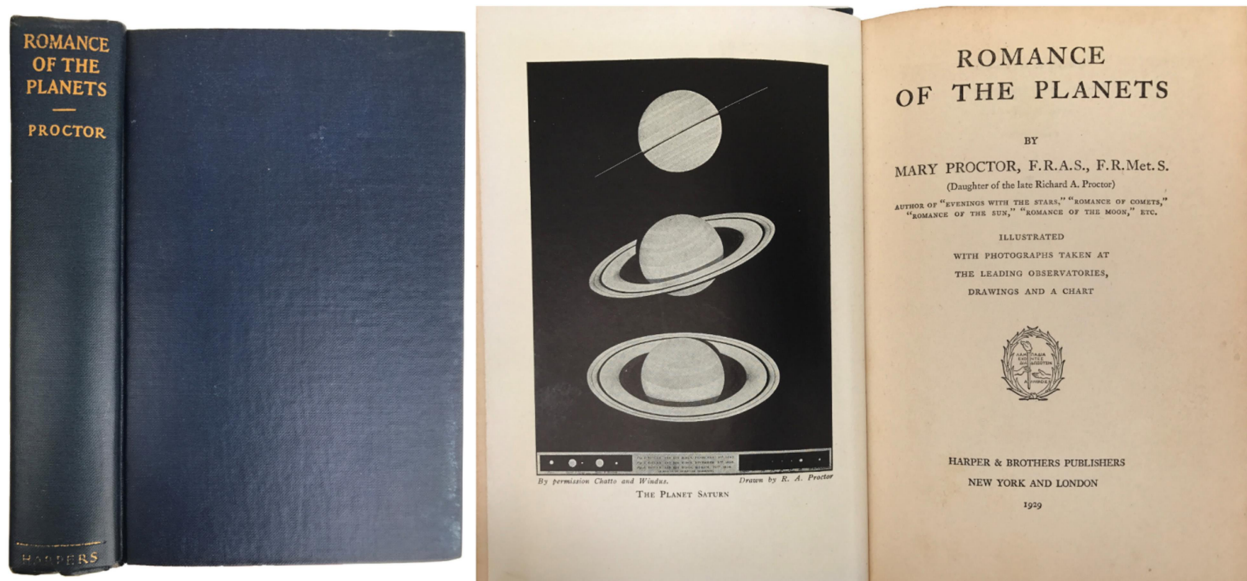 ROMANCE
OF THE
PLANETS
PROCTOR
HARPERS
By permission Chatto and Windus.
Drawn by R. A. Proctor
THE PLANET SATURN
ROMANCE
OF THE PLANETS
BY
MARY PROCTOR, F.R.A.S., F.R.Met.S.
(Daughter of the late Richard A. Proctor)
AUTHOR OF "EVENINGS WITH THE STARS," "ROMANCE OF COMETS,"
"ROMANCE OF THE SUN," "ROMANCE OF THE MOON," ETC.
ILLUSTRATED
WITH PHOTOGRAPHS TAKEN AT
THE LEADING OBSERVATORIES,
DRAWINGS AND A CHART
HARPER & BROTHERS PUBLISHERS
NEW YORK AND LONDON
1929